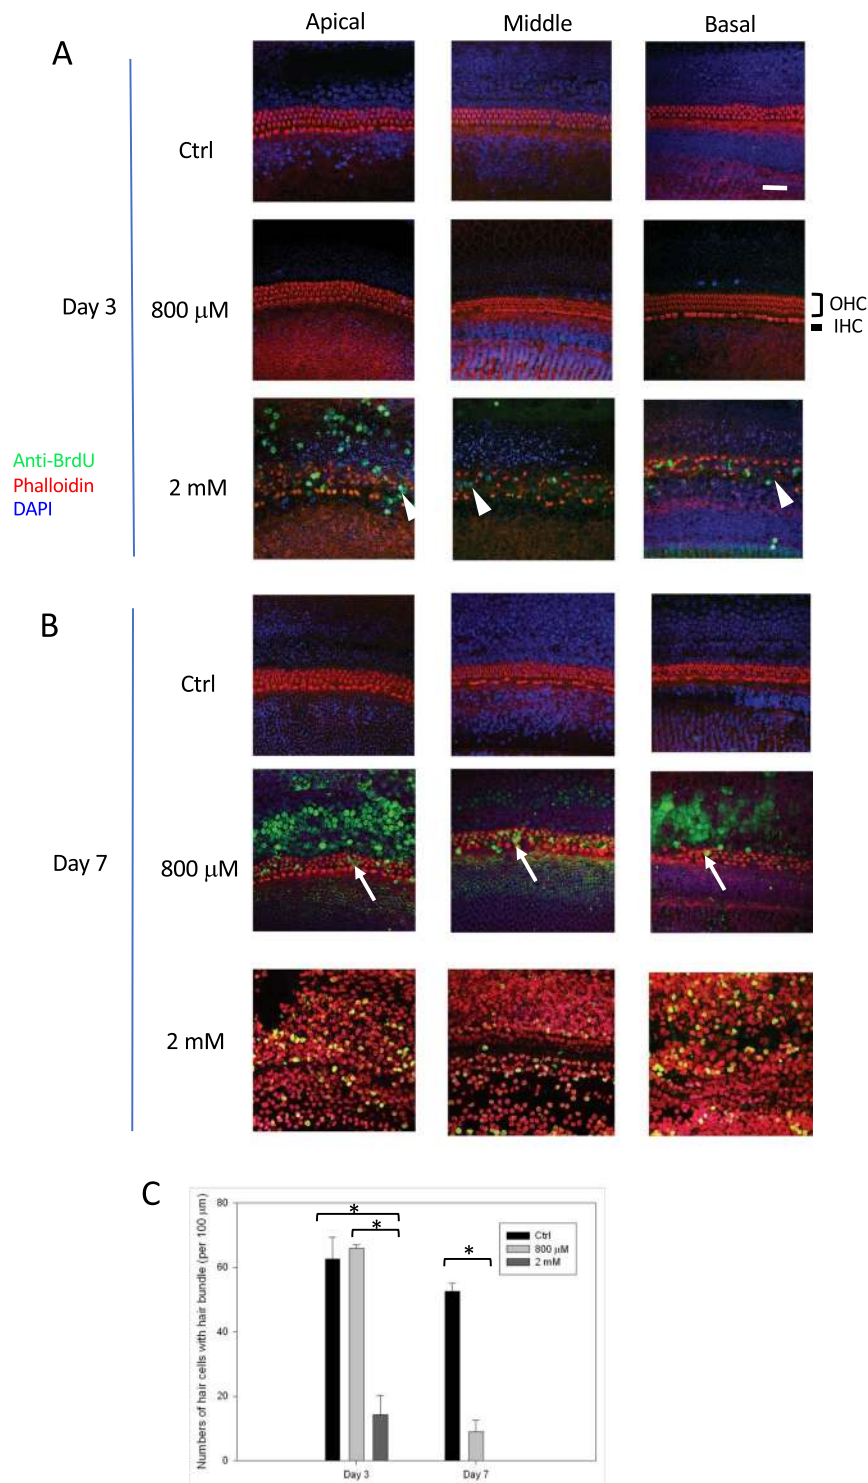 Apical Middle Basal
A
Ctrl
Day 3
800 μM
OHC
IHC
Anti-BrdU
Phalloidin
DAPI
2 mM
B
Ctrl
Day 7
800 μM
2 mM
C
Numbers of hair cells with hair bundle (per 100 μm)
80
60
40
20
0
*
*
*
Ctrl
800 μM
2 mM
Day 3 Day 7